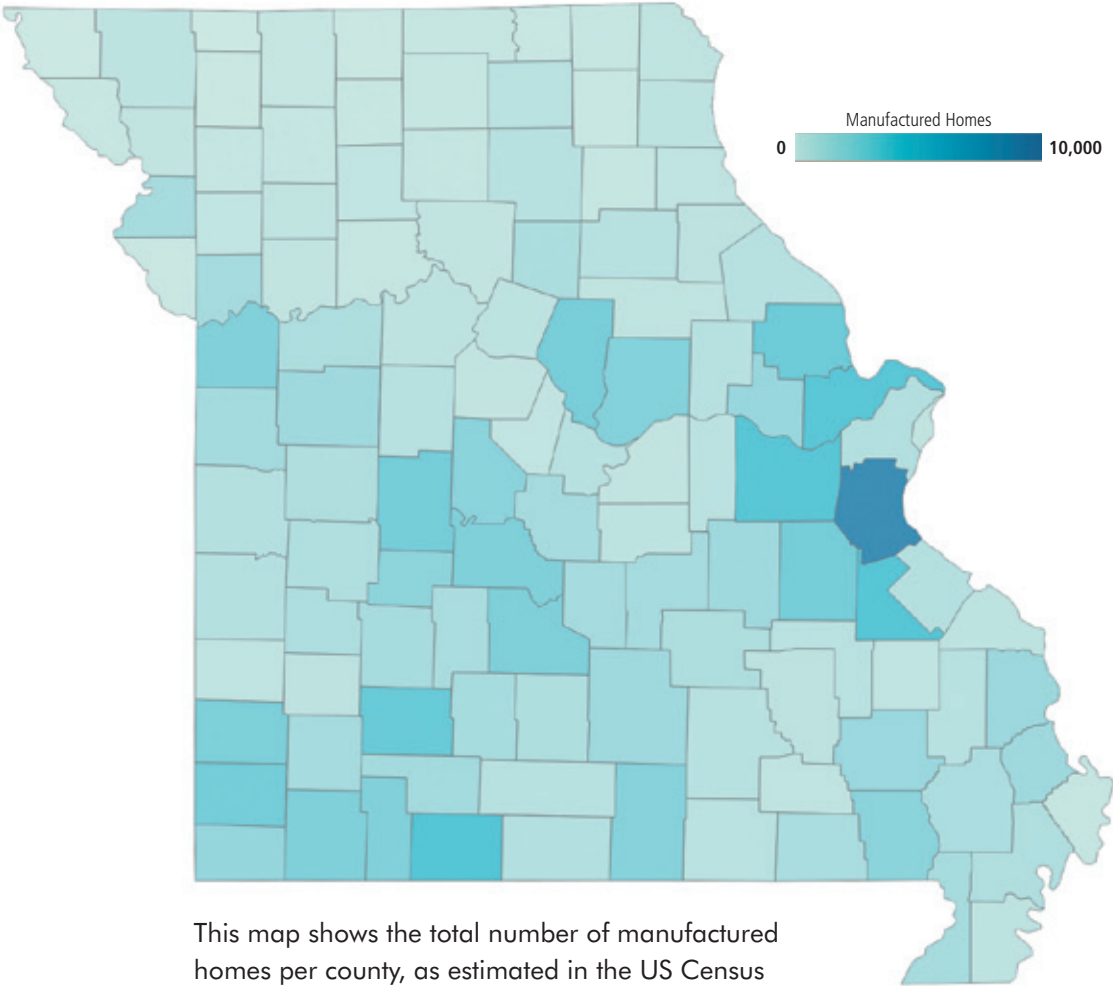 Manufactured Homes
0 10,000
This map shows the total number of manufactured
homes per county, as estimated in the US Census